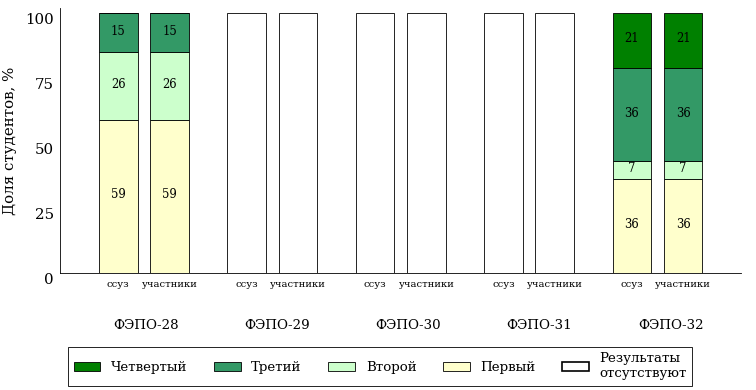 Доля студентов, %
100
75
50
25
0
15 15 21 21
26 26 36 36
7 7
59 59 36 36
ссуз участники ссуз участники ссуз участники ссуз участники ссуз участники
ФЭПО-28 ФЭПО-29 ФЭПО-30 ФЭПО-31 ФЭПО-32
Четвертый Третий Второй Первый Результаты
отсутствуют